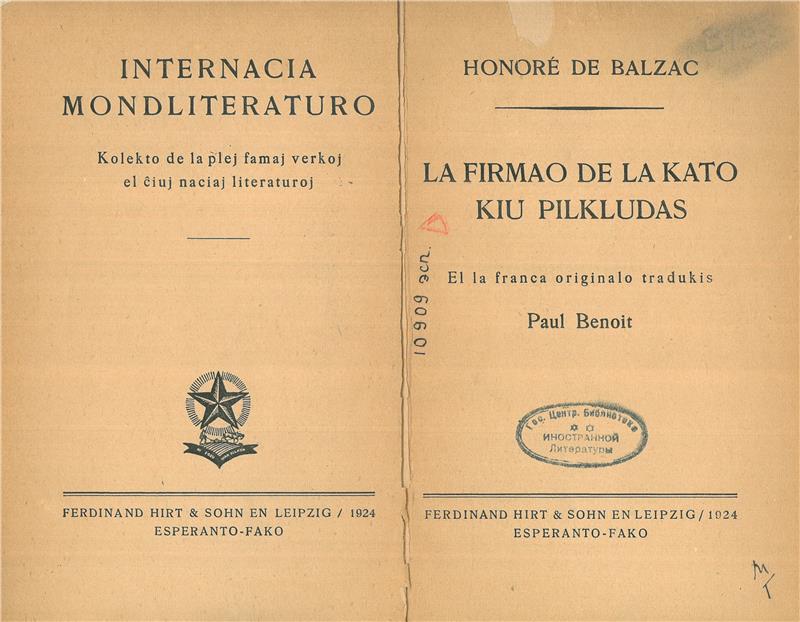 INTERNACIA
MONDLITERATURO
Kolekto de la plej famaj verkoj
el ĉiuj naciaj literaturoj
FERDINAND HIRT & SOHN EN LEIPZIG / 1924
ESPERANTO-FAKO
HONORÉ DE BALZAC
LA FIRMAO DE LA KATO
KIU PILKLUDAS
El la franca originalo tradukis
Paul Benoit
10909 эсп.
Гос. Центр. Библиотека
ИНОСТРАННОЙ
Литературы
FERDINAND HIRT & SOHN EN LEIPZIG / 1924
ESPERANTO-FAKO